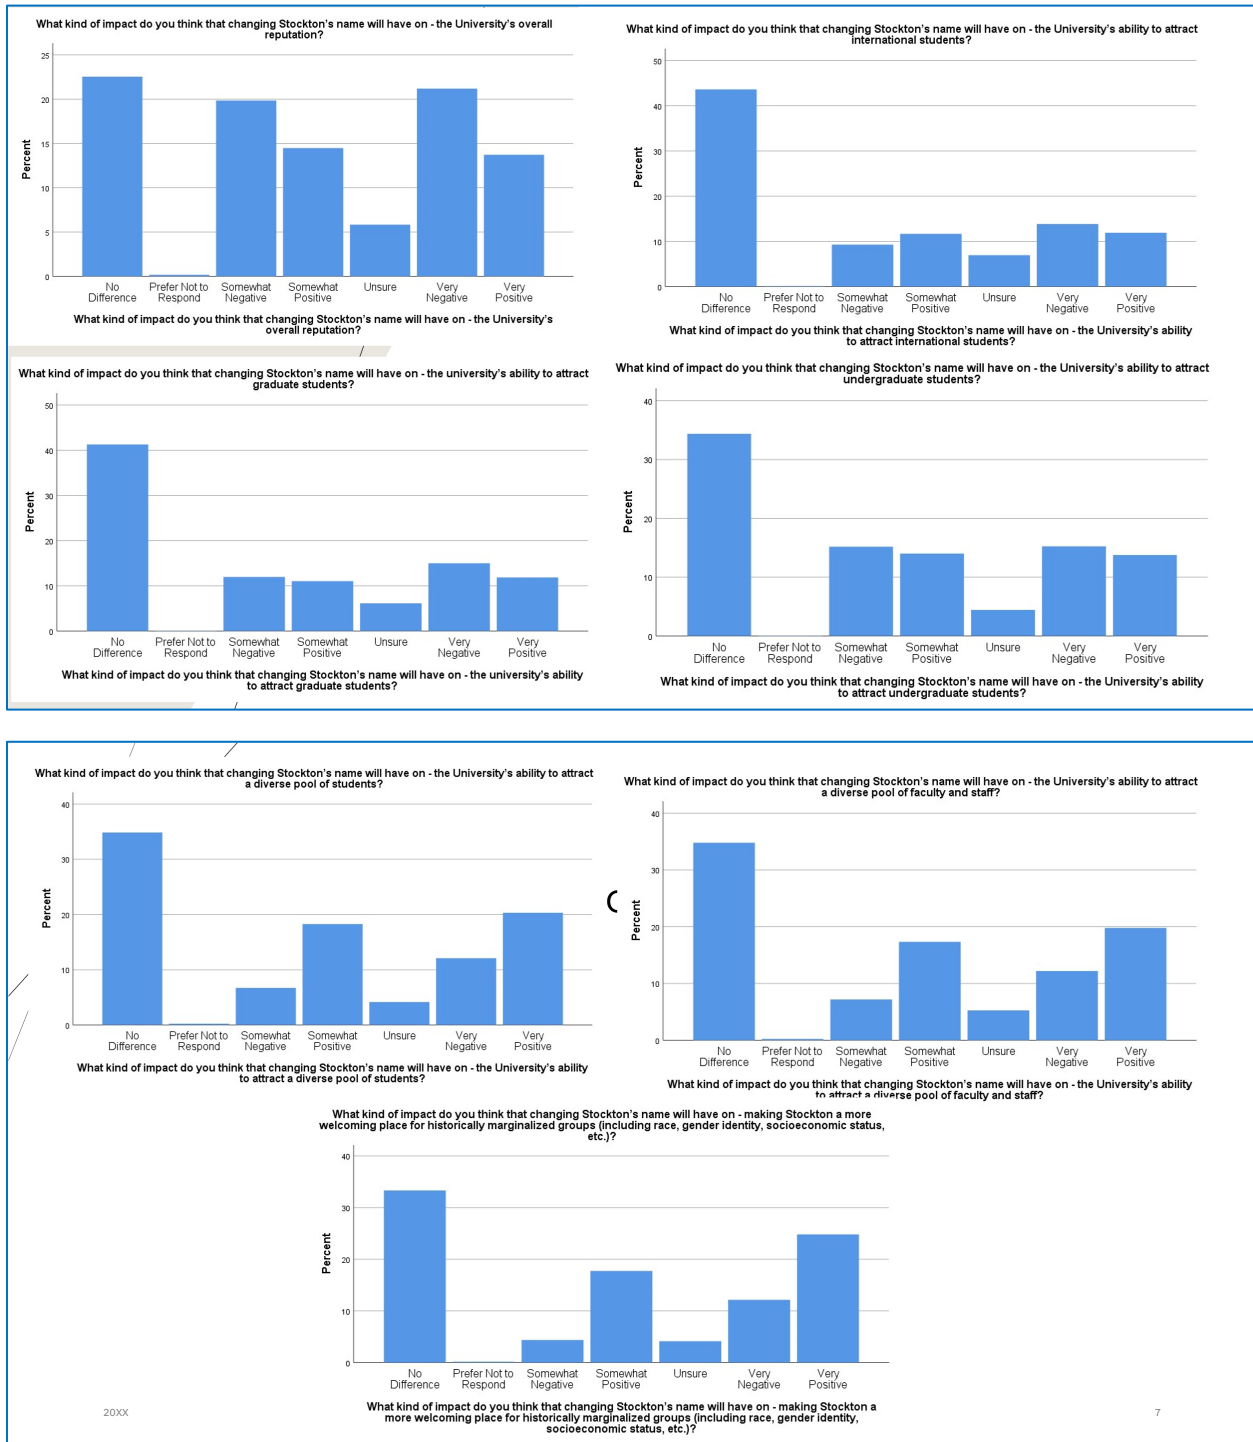 What kind of impact do you think that changing Stockton's name will have on - the University's overall
reputation?
Percent
25
20
15
10
5
0
No
Difference
Prefer Not to
Respond
Somewhat
Negative
Somewhat
Positive
Unsure
Very
Negative
Very
Positive
What kind of impact do you think that changing Stockton's name will have on - the University's
overall reputation?
What kind of impact do you think that changing Stockton's name will have on - the University's ability to attract
international students?
Percent
50
40
30
20
10
0
No
Difference
Prefer Not to
Respond
Somewhat
Negative
Somewhat
Positive
Unsure
Very
Negative
Very
Positive
What kind of impact do you think that changing Stockton's name will have on - the University's ability
to attract international students?
What kind of impact do you think that changing Stockton's name will have on - the university's ability to attract
graduate students?
Percent
50
40
30
20
10
0
No
Difference
Prefer Not to
Respond
Somewhat
Negative
Somewhat
Positive
Unsure
Very
Negative
Very
Positive
What kind of impact do you think that changing Stockton's name will have on - the university's ability
to attract graduate students?
What kind of impact do you think that changing Stockton's name will have on - the University's ability to attract
undergraduate students?
Percent
40
30
20
10
0
No
Difference
Prefer Not to
Respond
Somewhat
Negative
Somewhat
Positive
Unsure
Very
Negative
Very
Positive
What kind of impact do you think that changing Stockton's name will have on - the University's ability
to attract undergraduate students?
What kind of impact do you think that changing Stockton's name will have on - the University's ability to attract
a diverse pool of students?
Percent
40
30
20
10
0
No
Difference
Prefer Not to
Respond
Somewhat
Negative
Somewhat
Positive
Unsure
Very
Negative
Very
Positive
What kind of impact do you think that changing Stockton's name will have on - the University's ability
to attract a diverse pool of students?
What kind of impact do you think that changing Stockton's name will have on - the University's ability to attract
a diverse pool of faculty and staff?
Percent
40
30
20
10
0
No
Difference
Prefer Not to
Respond
Somewhat
Negative
Somewhat
Positive
Unsure
Very
Negative
Very
Positive
What kind of impact do you think that changing Stockton's name will have on - the University's ability
to attract a diverse pool of faculty and staff?
What kind of impact do you think that changing Stockton's name will have on - making Stockton a more
welcoming place for historically marginalized groups (including race, gender identity, socioeconomic status,
etc.)?
Percent
40
30
20
10
0
No
Difference
Prefer Not to
Respond
Somewhat
Negative
Somewhat
Positive
Unsure
Very
Negative
Very
Positive
What kind of impact do you think that changing Stockton's name will have on - making Stockton a
more welcoming place for historically marginalized groups (including race, gender identity,
socioeconomic status, etc.)?
20XX
7